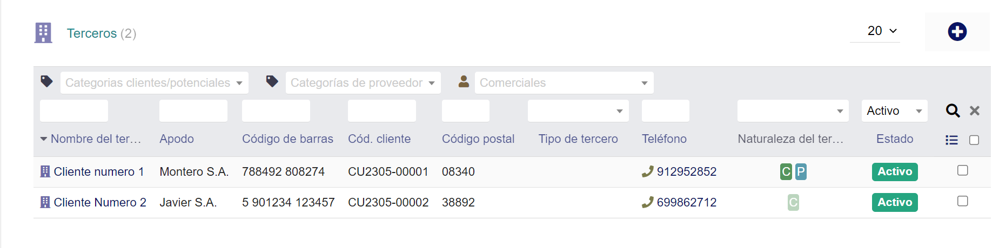 Terceros (2)
20
Categorias clientes/potenciales
Categorías de proveedor
Comerciales
Activo
Nombre del ter... Apodo Código de barras Cód. cliente Código postal Tipo de tercero Teléfono Naturaleza del ter... Estado
Cliente numero 1 Montero S.A. 788492 808274 CU2305-00001 08340 912952852 C P Activo
Cliente Numero 2 Javier S.A. 5 901234 123457 CU2305-00002 38892 699862712 C Activo